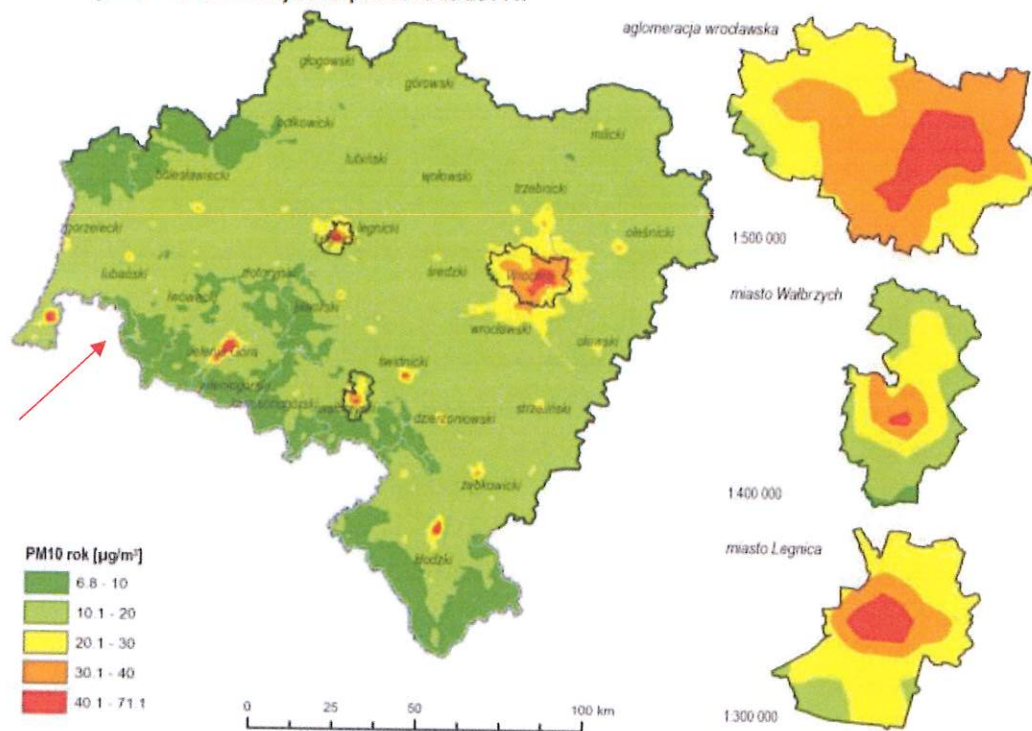 głogowski
górowski
polkowicki
milicki
lubiński
bolesławiecki
wołowski
trzebnicki
zgorzelecki
legnicki
oleśnicki
lubański
złotoryjski
średzki
Wrocław
lwówecki
jaworski
wrocławski
oławski
Jelenia Góra
świdnicki
jeleniogórski
kamiennogórski
wałbrzyski
dzierżoniowski
strzeliński
ząbkowicki
kłodzki
PM10 rok [µg/m³]
6.8 - 10
10.1 - 20
20.1 - 30
30.1 - 40
40.1 - 71.1
0 25 50 100 km
aglomeracja wrocławska
1:500 000
miasto Wałbrzych
1:400 000
miasto Legnica
1:300 000